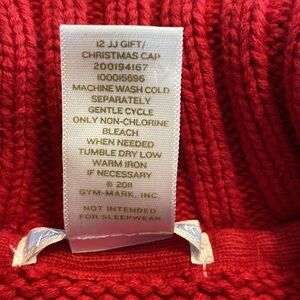 12 JJ GIFT/
CHRISTMAS CAP
200194167
100015696
MACHINE WASH COLD
SEPARATELY
GENTLE CYCLE
ONLY NON-CHLORINE
BLEACH
WHEN NEEDED
TUMBLE DRY LOW
WARM IRON
IF NECESSARY
© 2011
GYM-MARK, INC
NOT INTENDED
FOR SLEEPWEAR